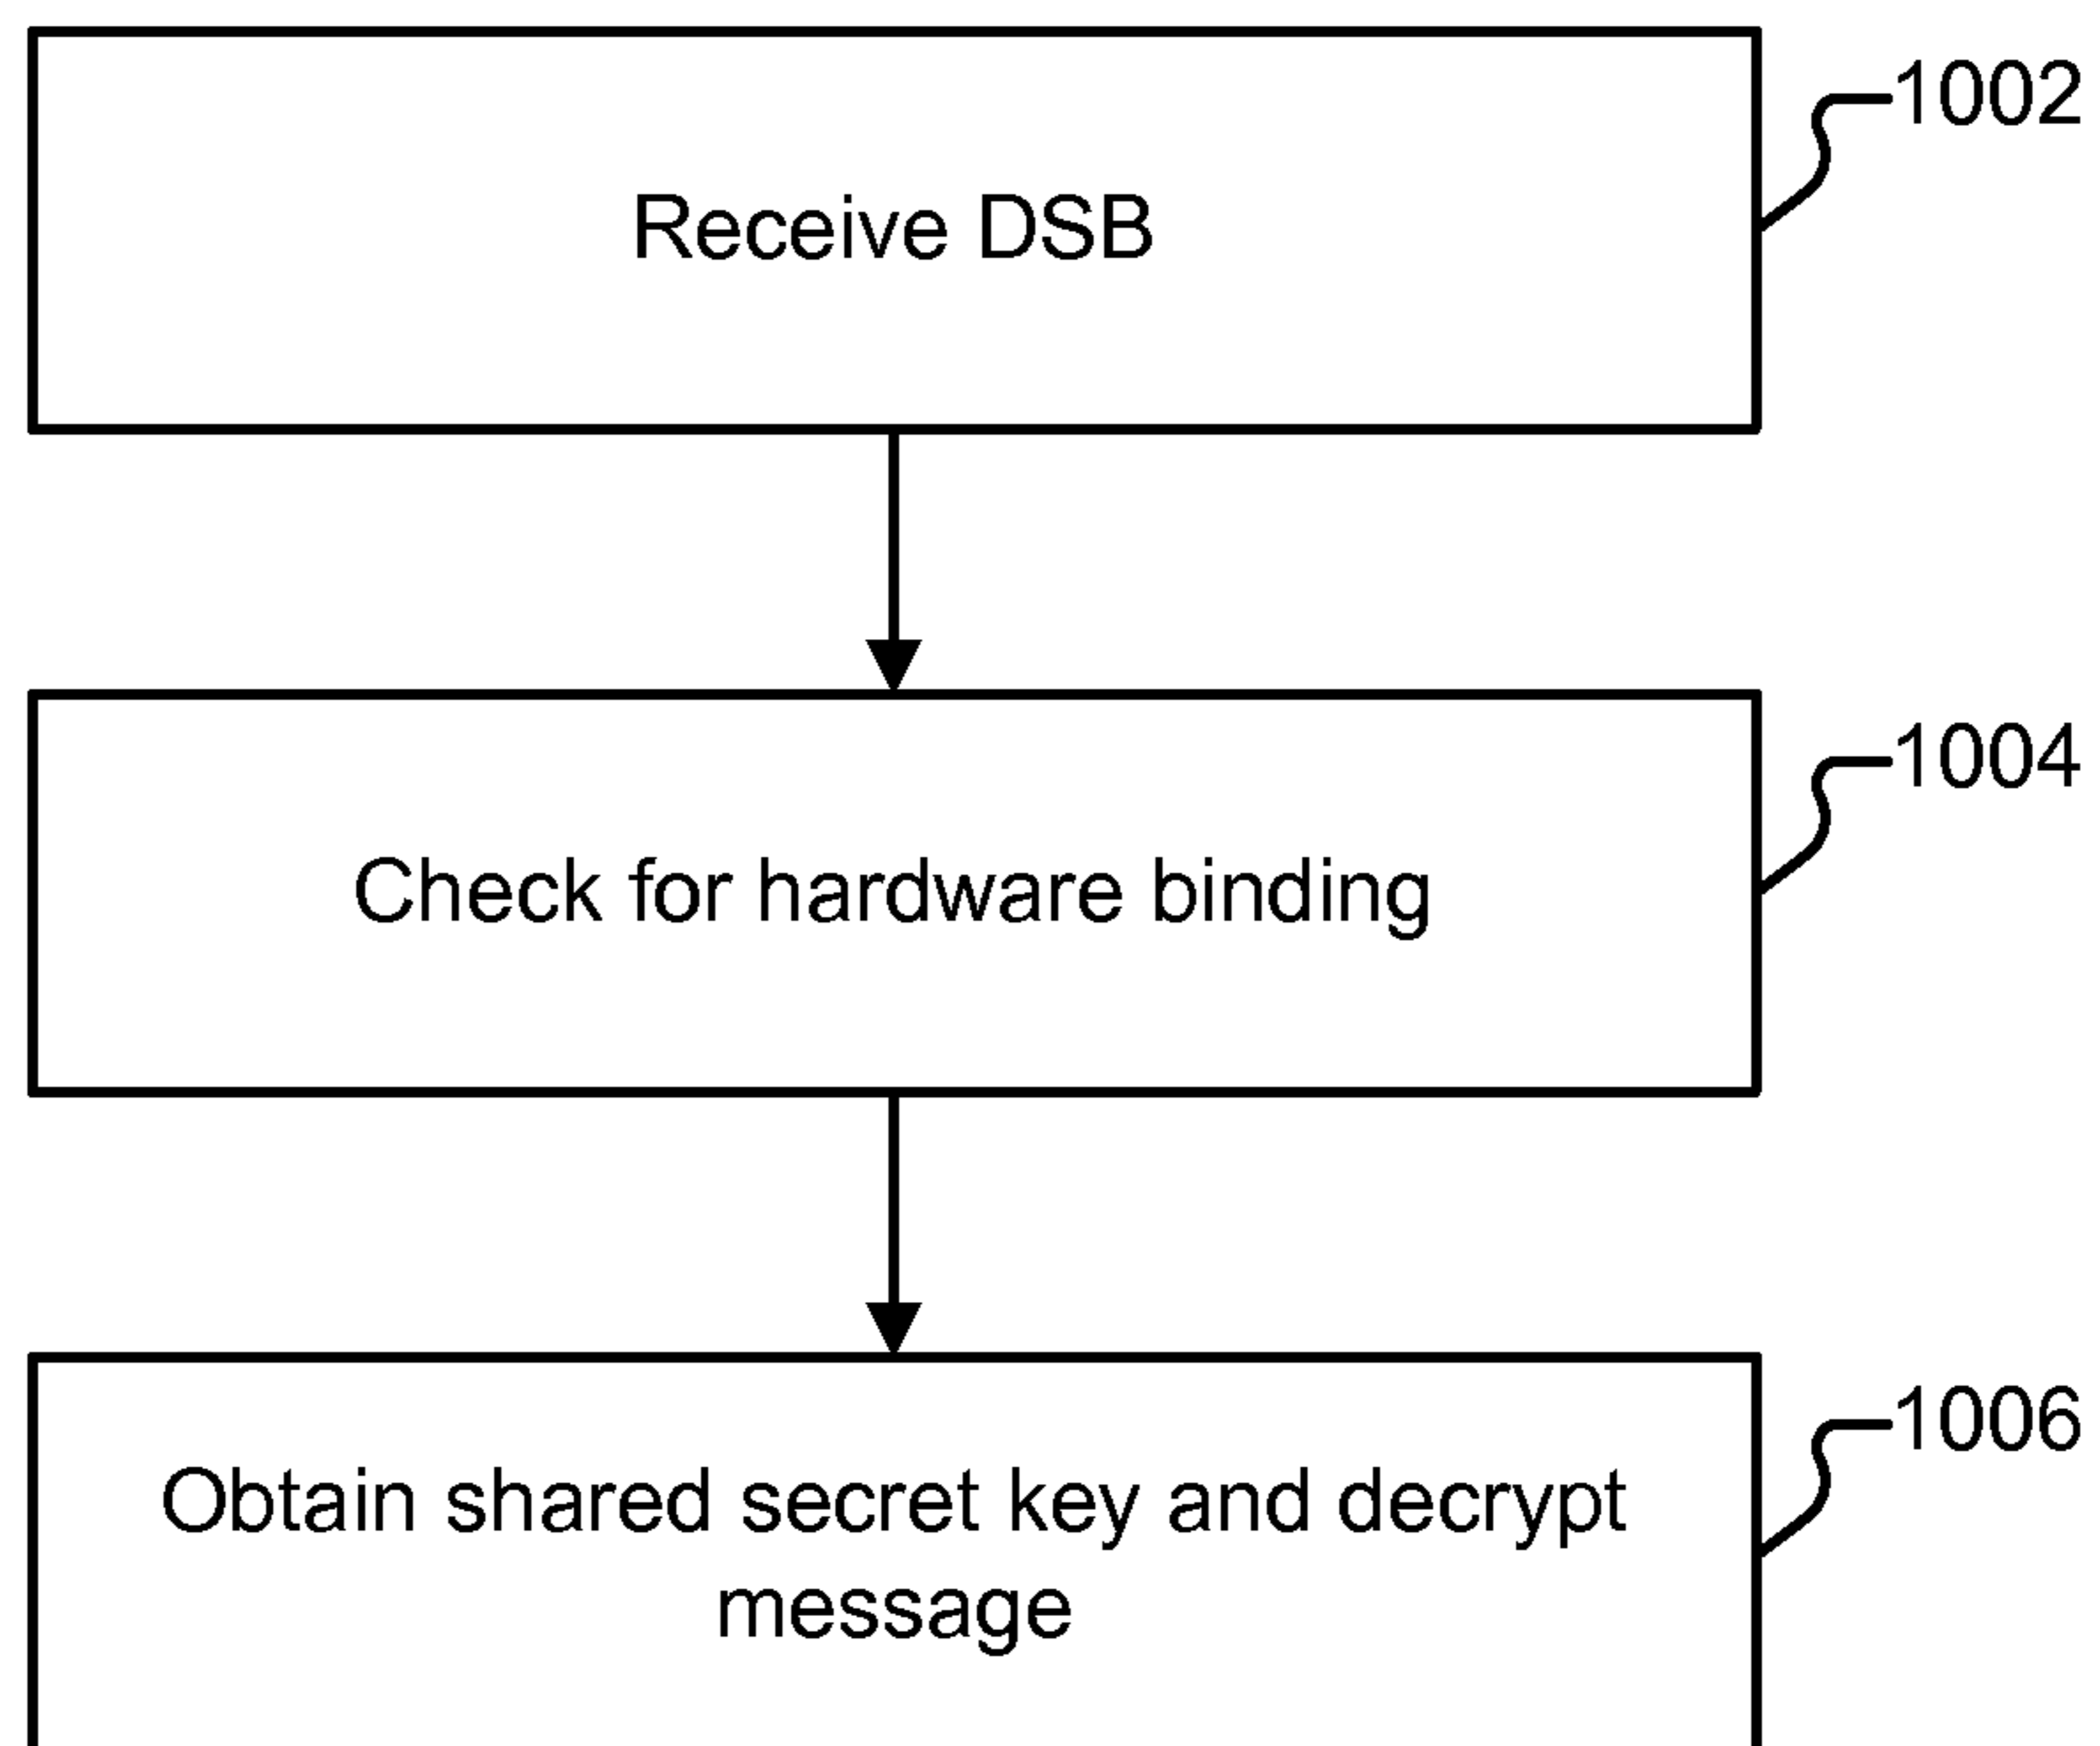 1002
Receive DSB
1004
Check for hardware binding
1006
Obtain shared secret key and decrypt
message